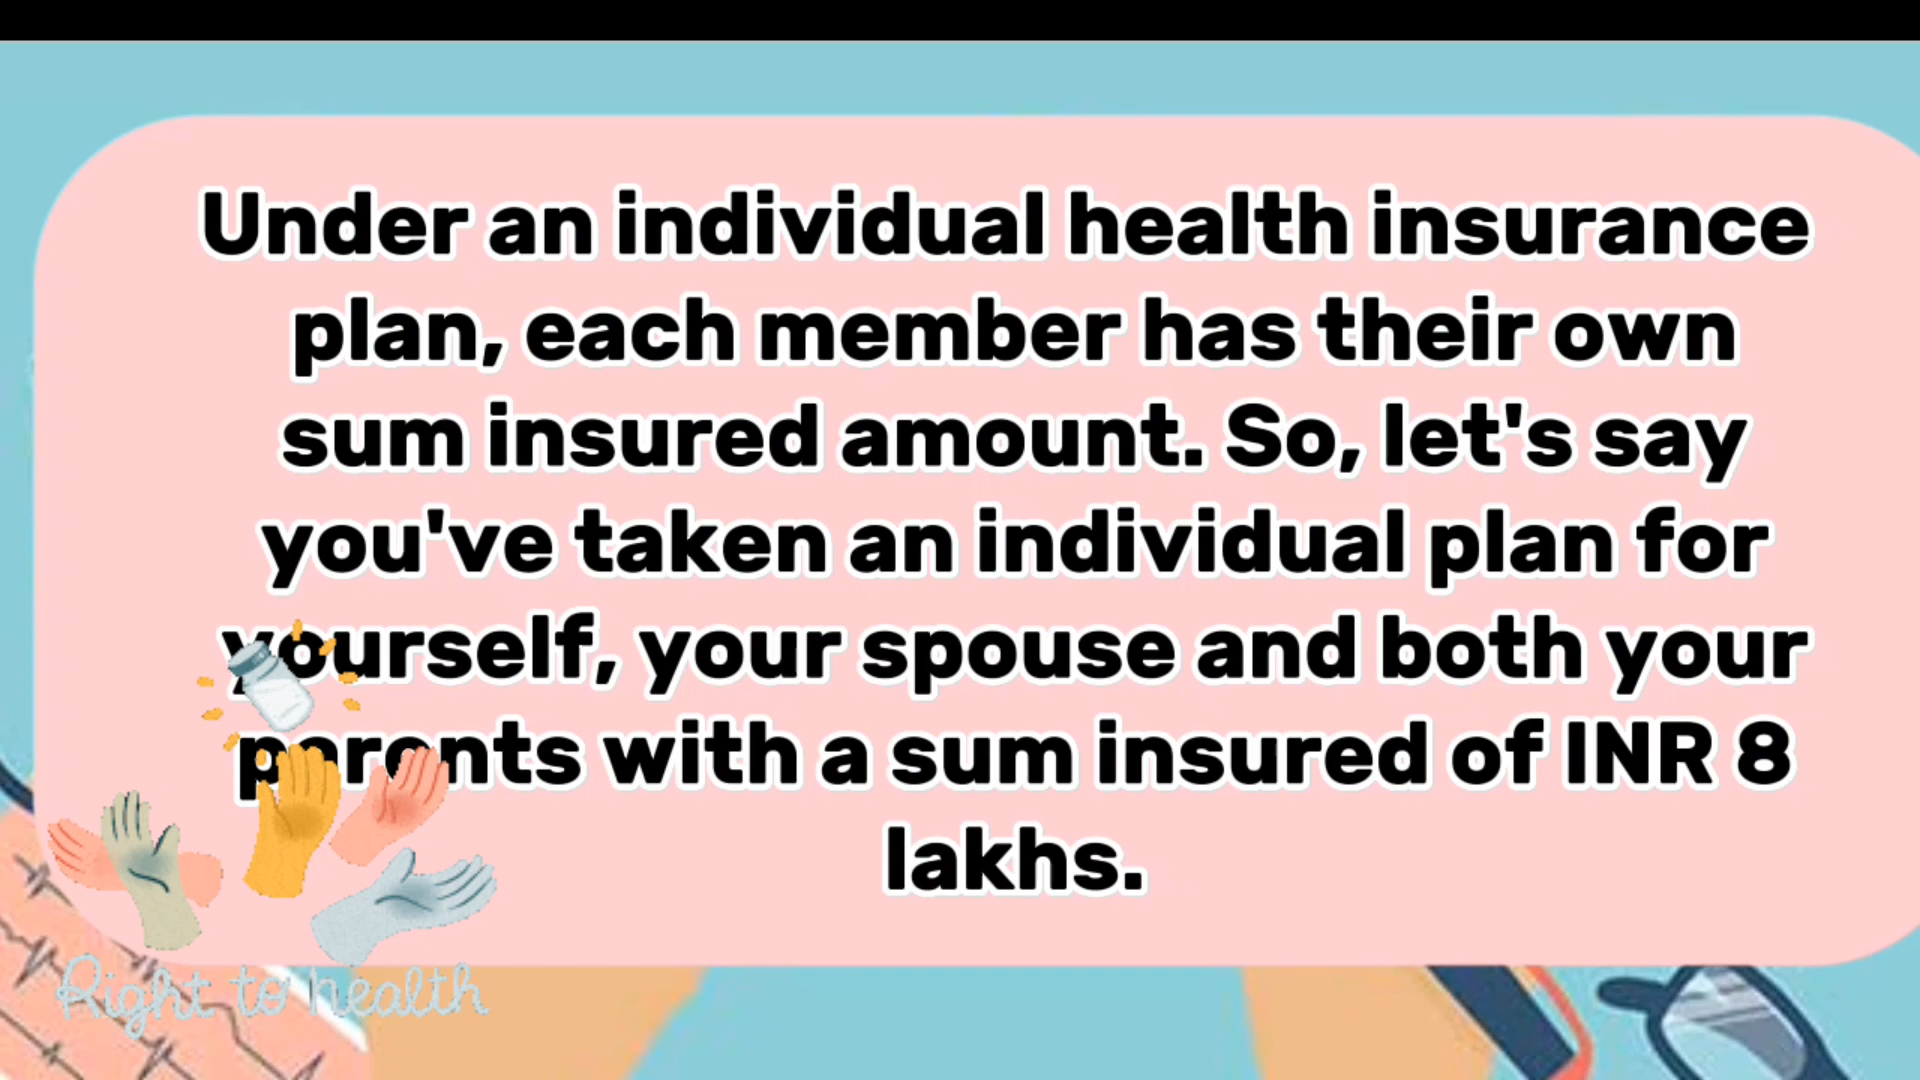 Under an individual health insurance
plan, each member has their own
sum insured amount. So, let's say
you've taken an individual plan for
yourself, your spouse and both your
parents with a sum insured of INR 8
lakhs.
Right to health